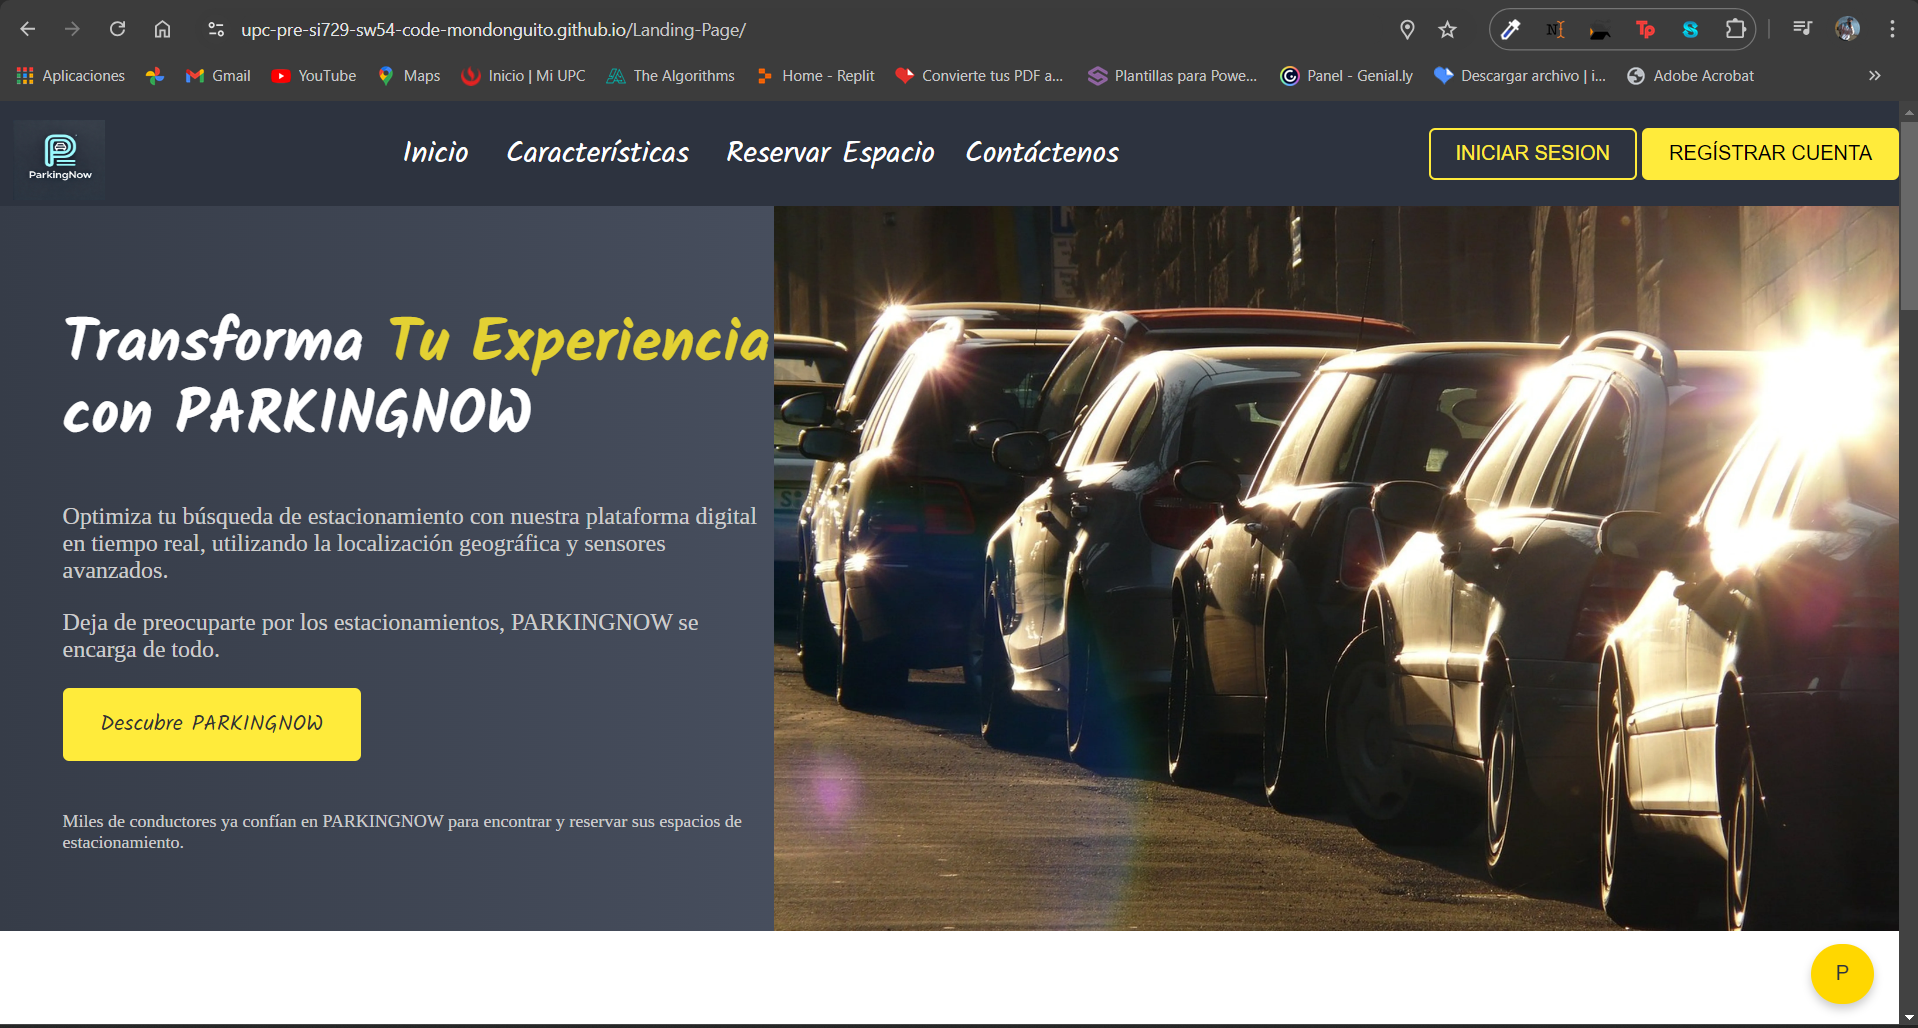 upc-pre-si729-sw54-code-mondonguito.github.io/Landing-Page/
Aplicaciones
Gmail
YouTube
Maps
Inicio | Mi UPC
The Algorithms
Home - Replit
Convierte tus PDF a...
Plantillas para Powe...
Panel - Genial.ly
Descargar archivo | i...
Adobe Acrobat
ParkingNow
Inicio
Características
Reservar Espacio
Contáctenos
INICIAR SESION
REGÍSTRAR CUENTA
Transforma Tu Experiencia
con PARKINGNOW
Optimiza tu búsqueda de estacionamiento con nuestra plataforma digital
en tiempo real, utilizando la localización geográfica y sensores
avanzados.
Deja de preocuparte por los estacionamientos, PARKINGNOW se
encarga de todo.
Descubre PARKINGNOW
Miles de conductores ya confían en PARKINGNOW para encontrar y reservar sus espacios de
estacionamiento.
P